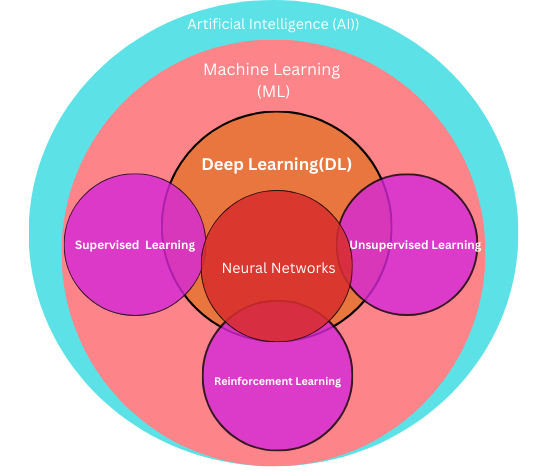 Artificial Intelligence (AI))
Machine Learning
(ML)
Deep Learning(DL)
Supervised Learning
Unsupervised Learning
Neural Networks
Reinforcement Learning